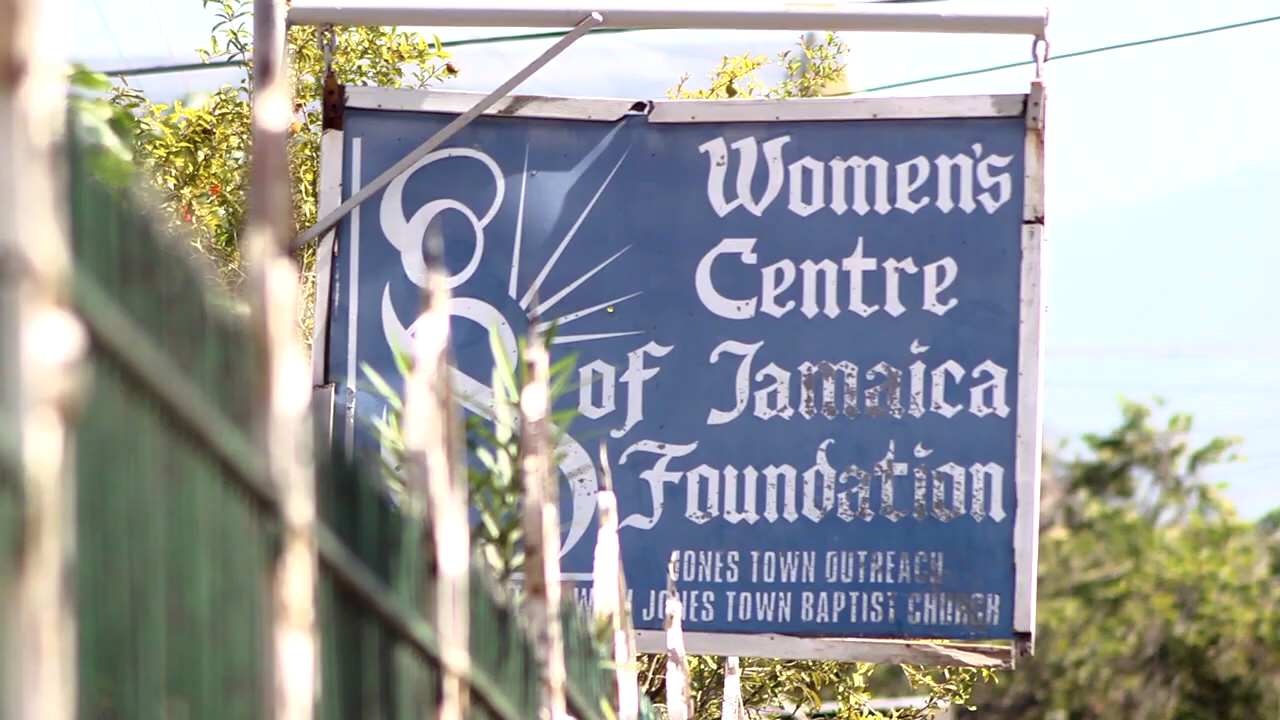 Women's
Centre
of Jamaica
Foundation
JONES TOWN OUTREACH
JONES TOWN BAPTIST CHURCH